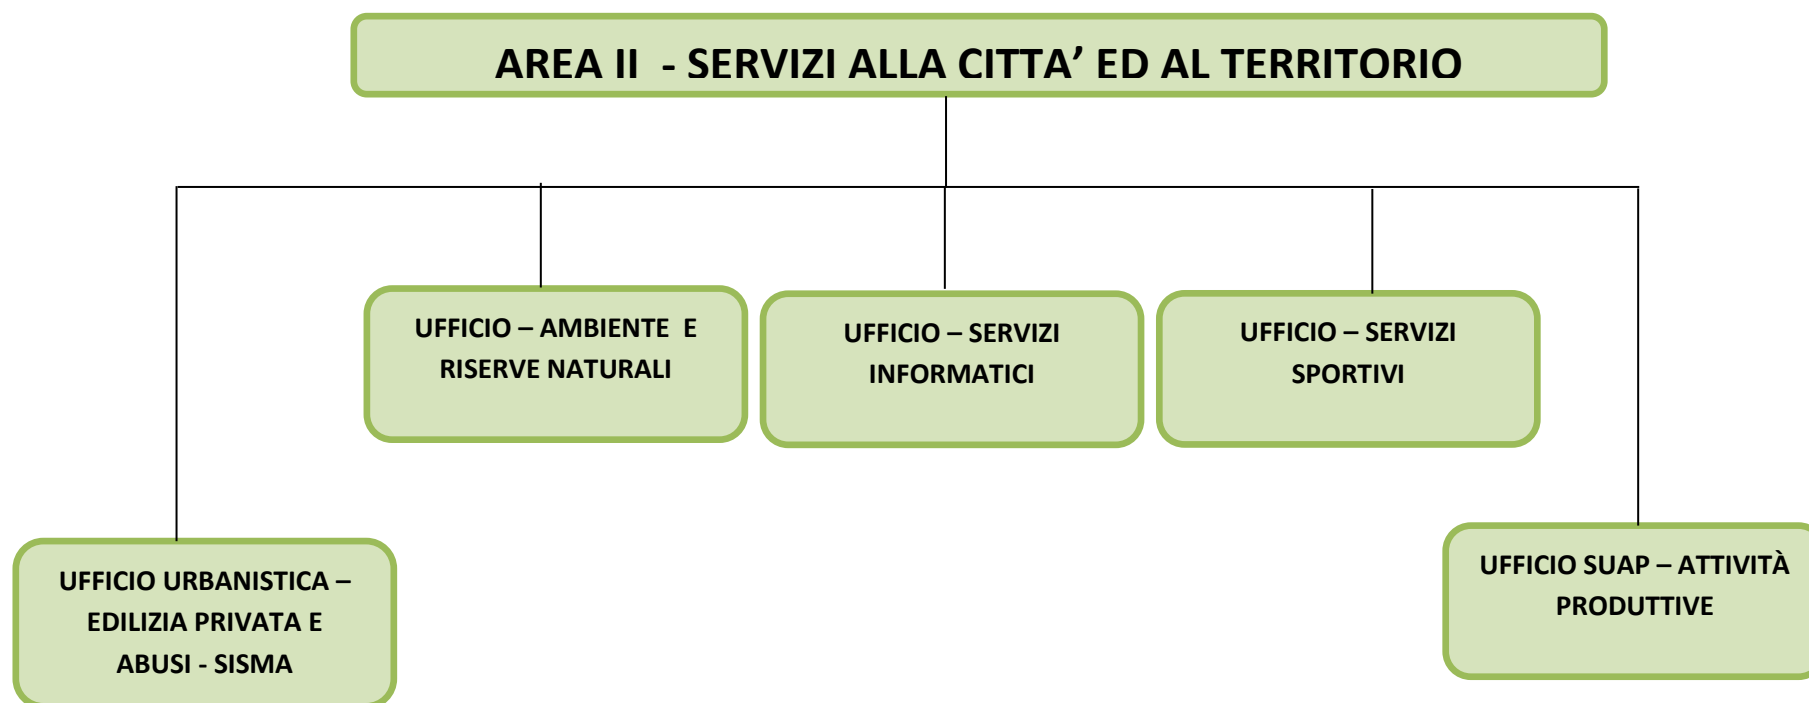 AREA II  - SERVIZI ALLA CITTA’ ED AL TERRITORIO
UFFICIO – AMBIENTE  E
RISERVE NATURALI
UFFICIO – SERVIZI
INFORMATICI
UFFICIO – SERVIZI
SPORTIVI
UFFICIO URBANISTICA –
EDILIZIA PRIVATA E
ABUSI - SISMA
UFFICIO SUAP – ATTIVITÀ
PRODUTTIVE